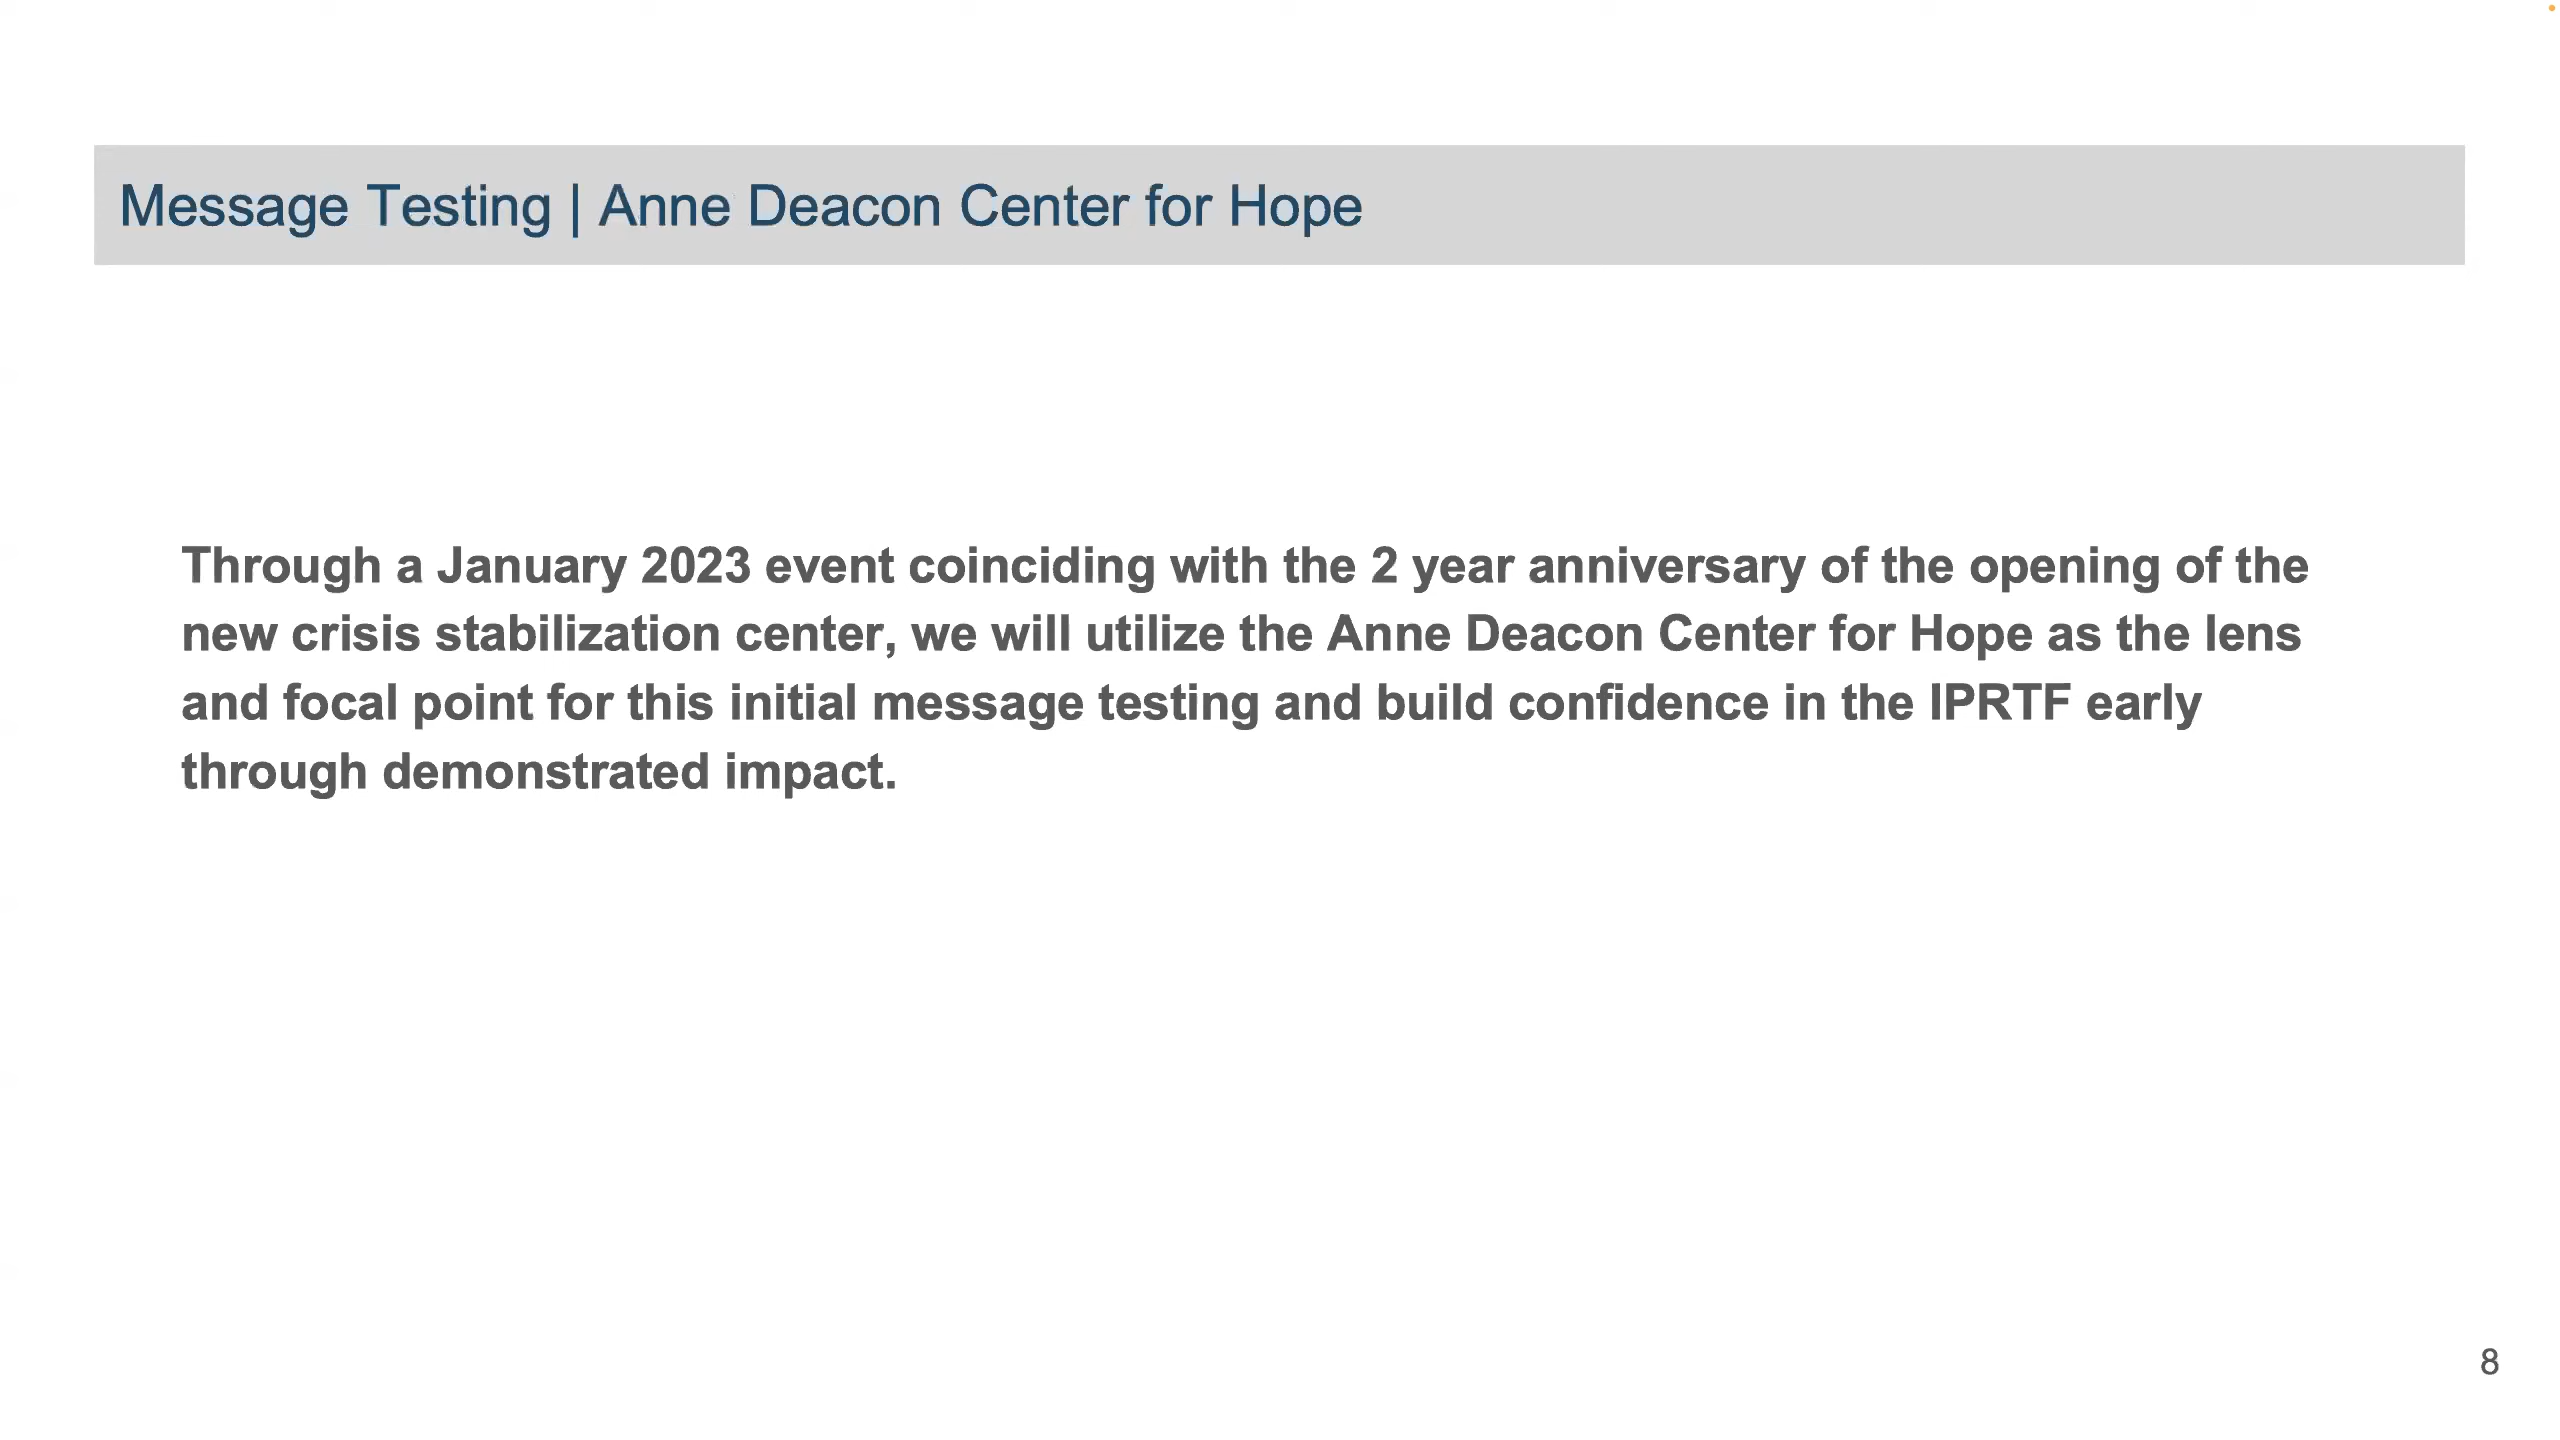 Message Testing | Anne Deacon Center for Hope
Through a January 2023 event coinciding with the 2 year anniversary of the opening of the
new crisis stabilization center, we will utilize the Anne Deacon Center for Hope as the lens
and focal point for this initial message testing and build confidence in the IPRTF early
through demonstrated impact.
8